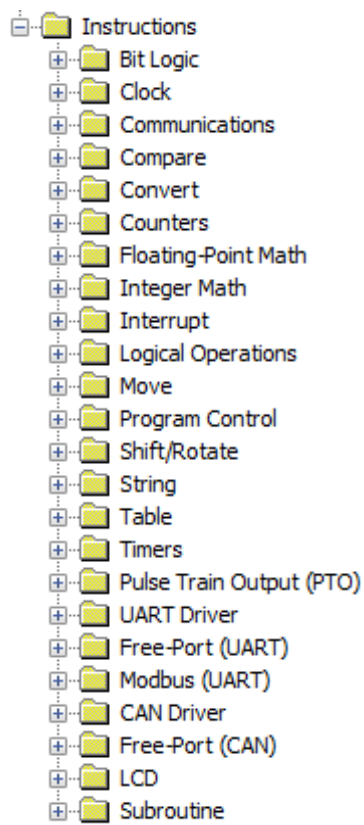 Instructions
Bit Logic
Clock
Communications
Compare
Convert
Counters
Floating-Point Math
Integer Math
Interrupt
Logical Operations
Move
Program Control
Shift/Rotate
String
Table
Timers
Pulse Train Output (PTO)
UART Driver
Free-Port (UART)
Modbus (UART)
CAN Driver
Free-Port (CAN)
LCD
Subroutine